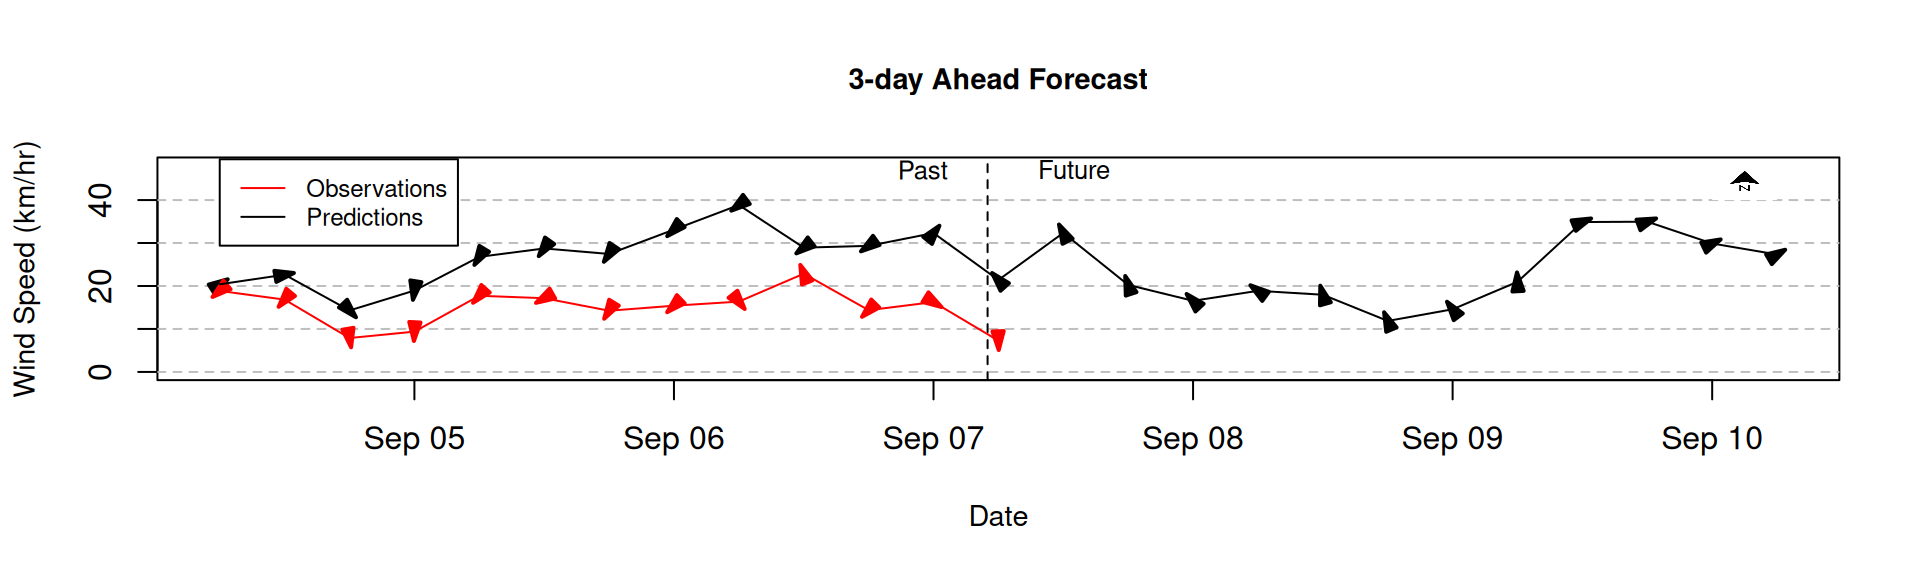 3-day Ahead Forecast
Wind Speed (km/hr)
40
20
0
Observations
Predictions
Past
Future
N
Sep 05
Sep 06
Sep 07
Sep 08
Sep 09
Sep 10
Date